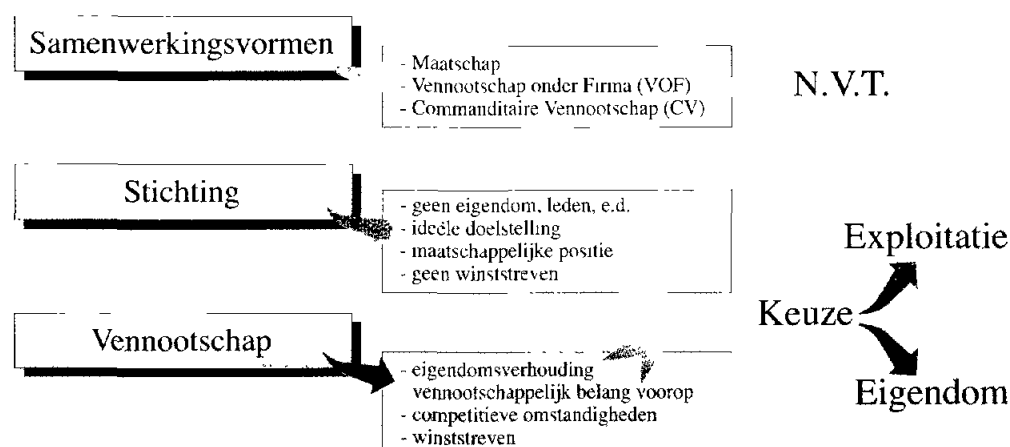 Samenwerkingsvormen
- Maatschap
- Vennootschap onder Firma (VOF)
- Commanditaire Vennootschap (CV)
N.V.T.
Stichting
- geen eigendom, leden, e.d.
- ideële doelstelling
- maatschappelijke positie
- geen winststreven
Vennootschap
- eigendomsverhouding
vennootschappelijk belang voorop
- competitieve omstandigheden
- winststreven
Exploitatie
Keuze
Eigendom